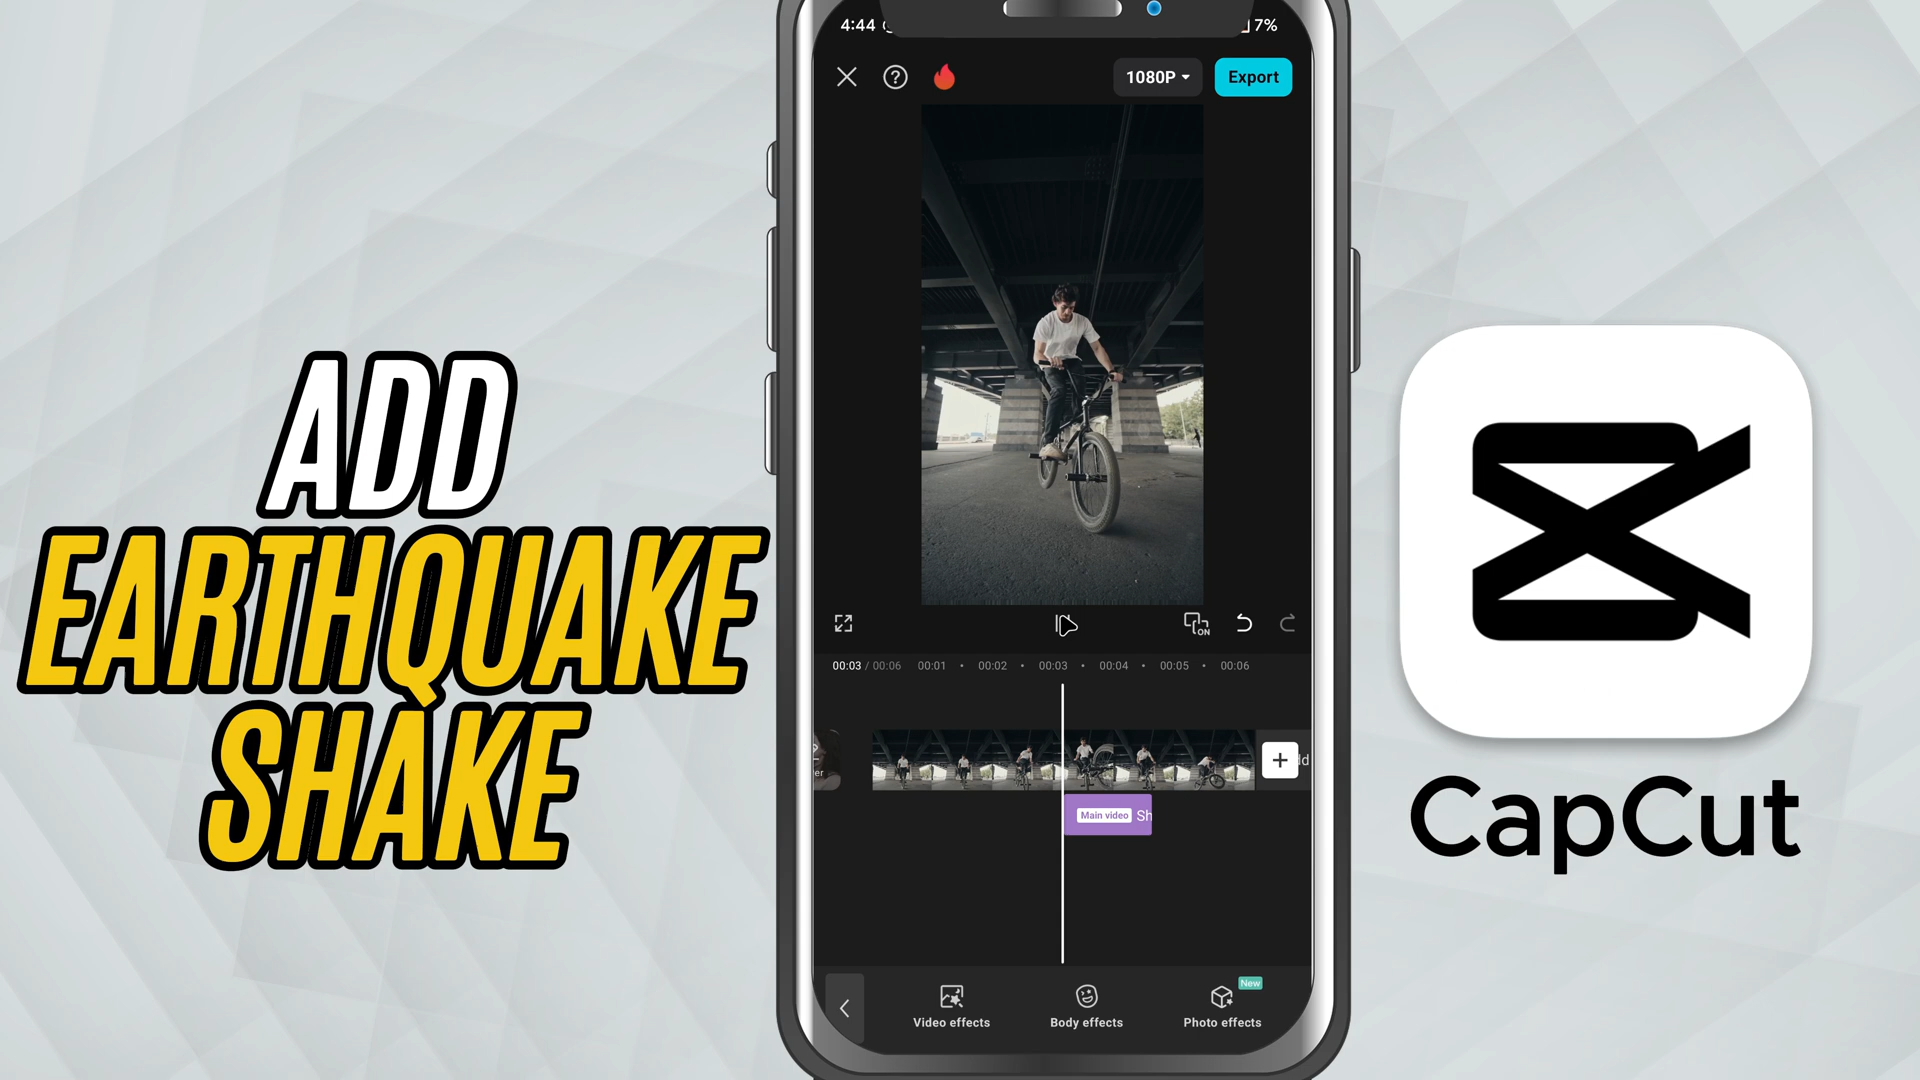 ADD
EARTHQUAKE
SHAKE
4:44
7%
1080P
Export
ON
00:03 / 00:06 00:01 00:02 00:03 00:04 00:05 00:06
Main video Sh
Video effects
Body effects
New
Photo effects
CapCut